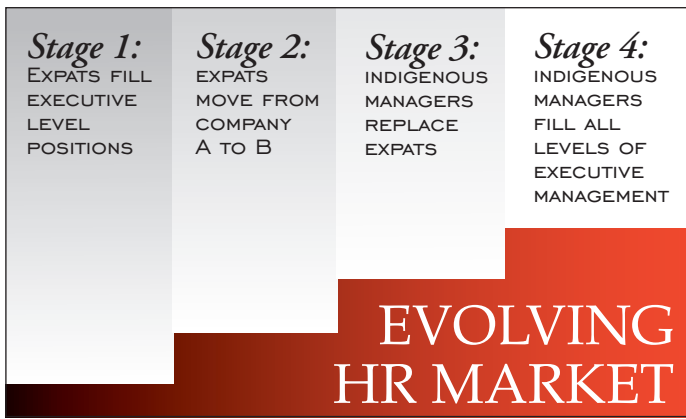 Stage 1:
EXPATS FILL
EXECUTIVE
LEVEL
POSITIONS
Stage 2:
EXPATS
MOVE FROM
COMPANY
A TO B
Stage 3:
INDIGENOUS
MANAGERS
REPLACE
EXPATS
Stage 4:
INDIGENOUS
MANAGERS
FILL ALL
LEVELS OF
EXECUTIVE
MANAGEMENT
EVOLVING
HR MARKET